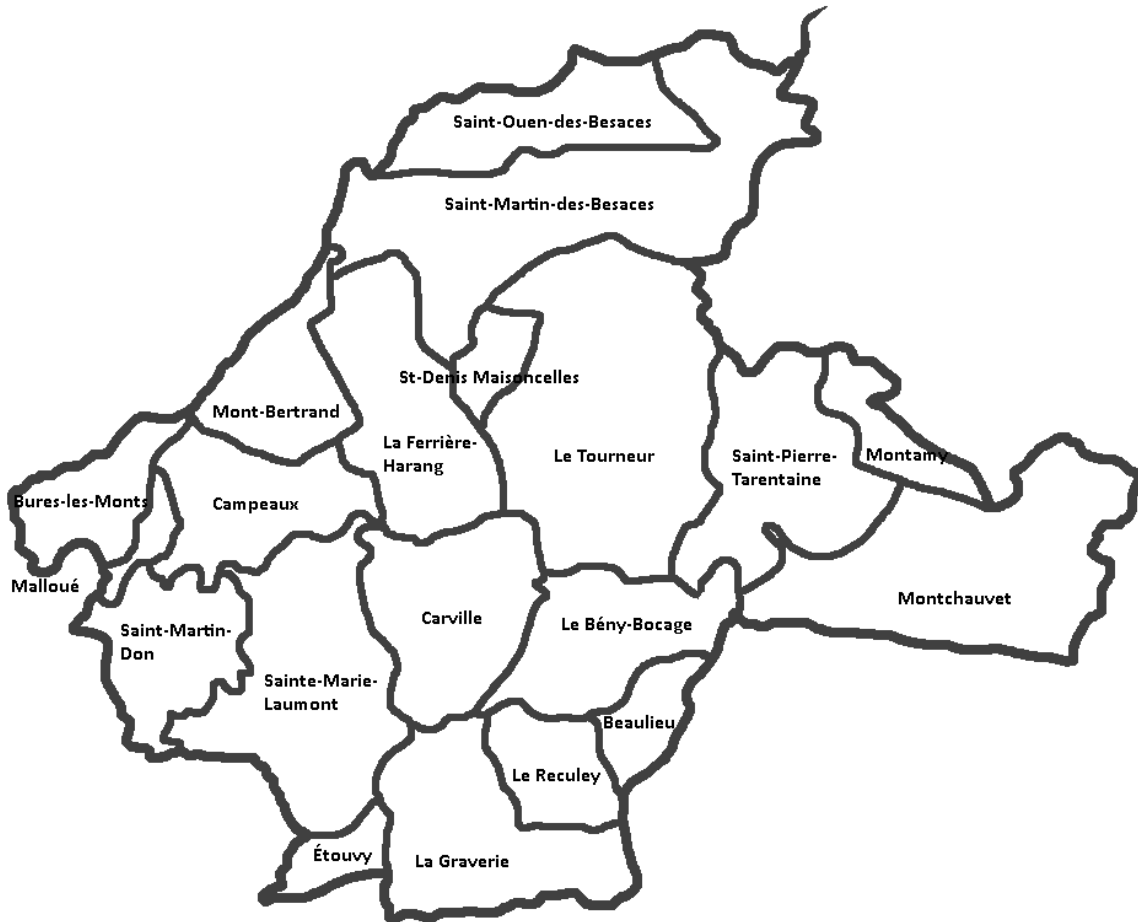 Saint-Ouen-des-Besaces
Saint-Martin-des-Besaces
St-Denis Maisoncelles
Mont-Bertrand
La Ferrière-
Harang
Le Tourneur
Saint-Pierre-
Tarentaine
Montamy
Bures-les-Monts
Campeaux
Malloué
Montchauvet
Saint-Martin-
Don
Carville
Le Bény-Bocage
Sainte-Marie-
Laumont
Beaulieu
Le Reculey
Étouvy
La Graverie